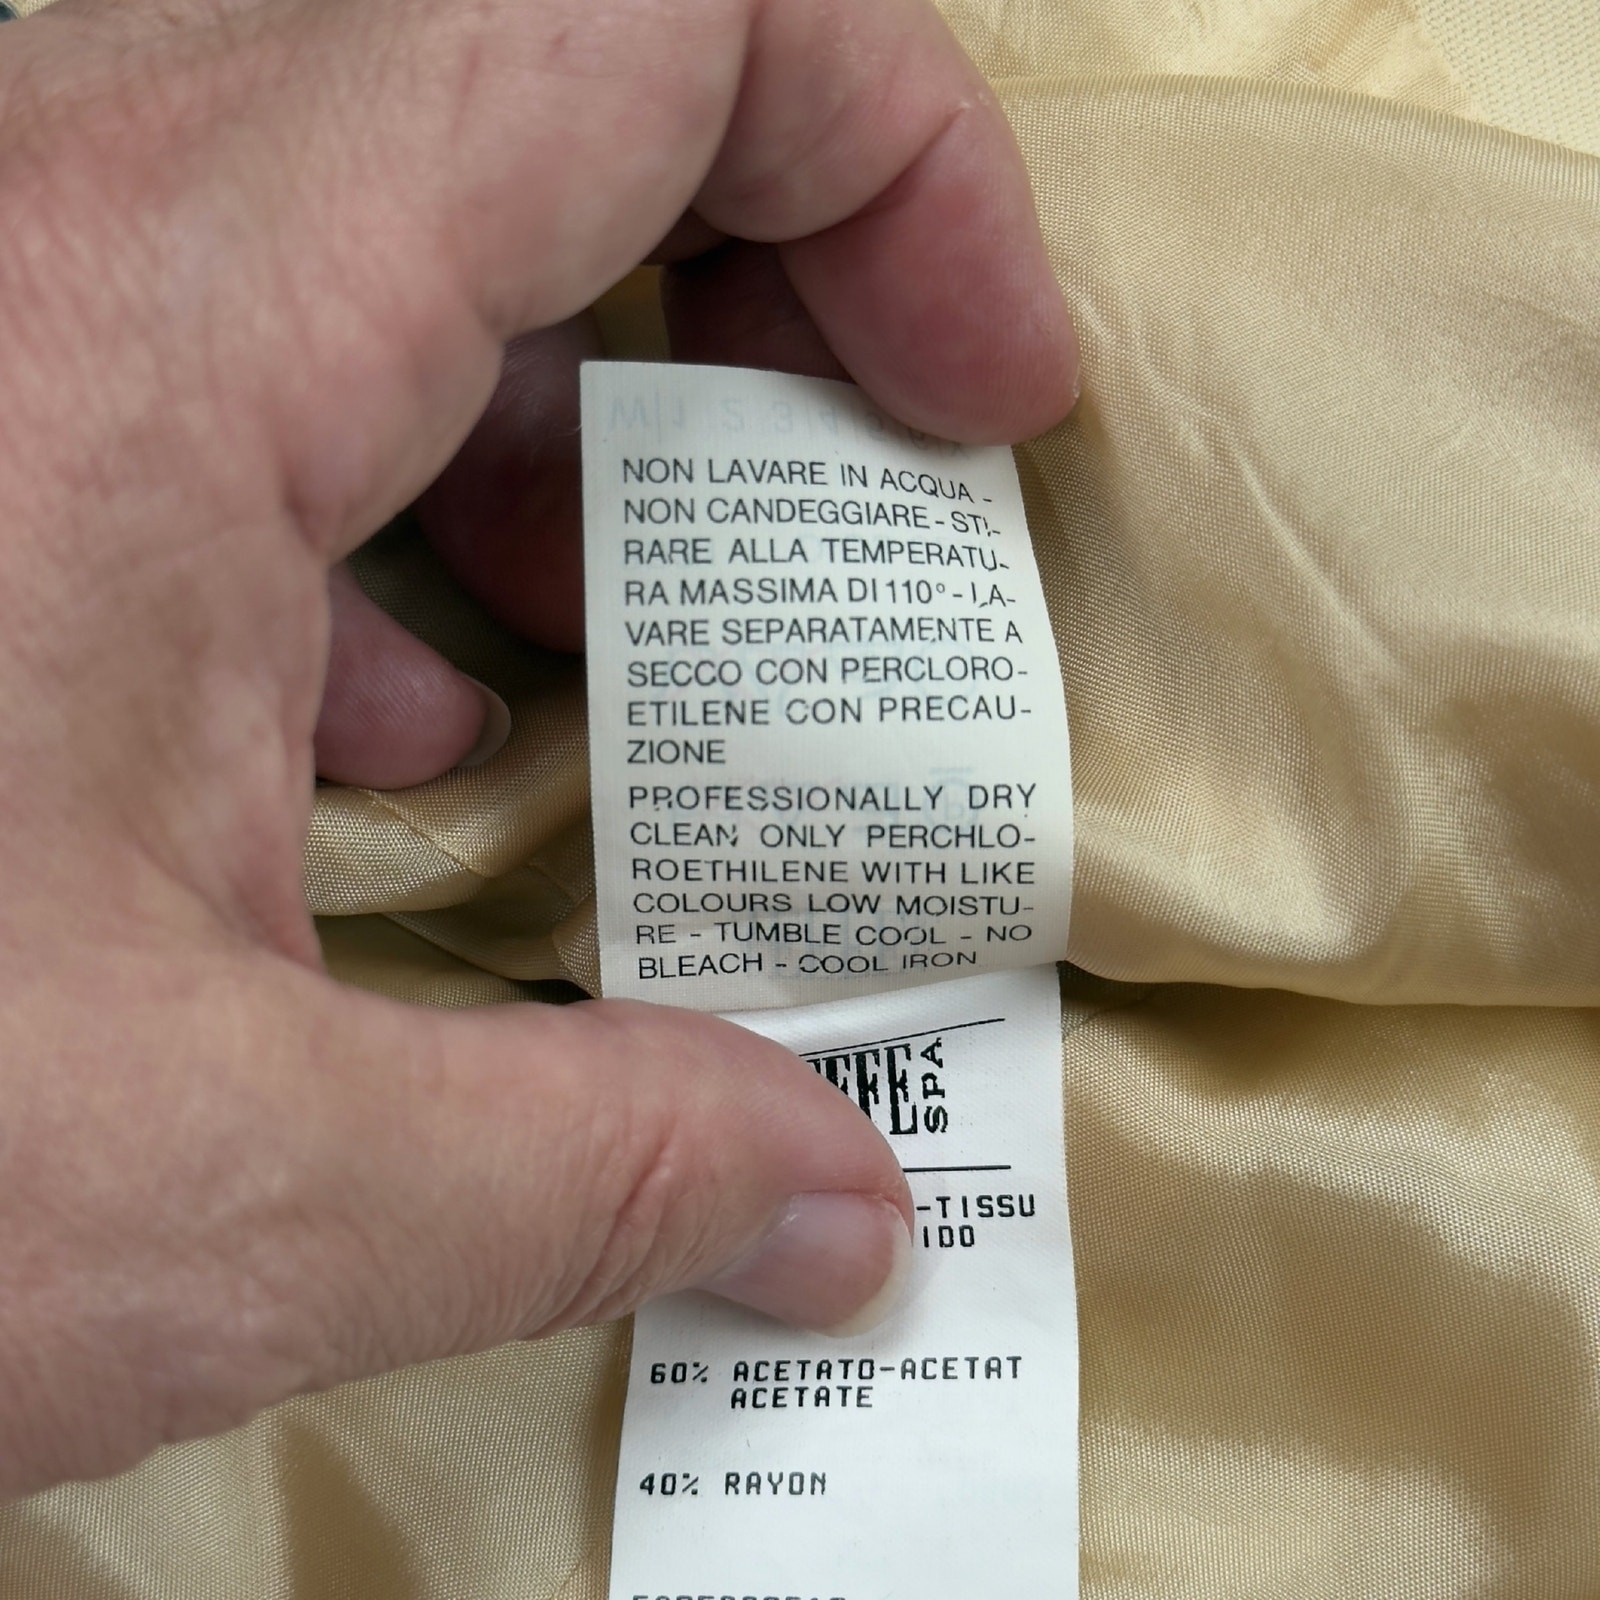 NON LAVARE IN ACQUA -
NON CANDEGGIARE - STI-
RARE ALLA TEMPERATU-
RA MASSIMA DI 110° - LA-
VARE SEPARATAMENTE A
SECCO CON PERCLORO-
ETILENE CON PRECAU-
ZIONE
PROFESSIONALLY DRY
CLEAN ONLY PERCHLO-
ROETHILENE WITH LIKE
COLOURS LOW MOISTU-
RE - TUMBLE COOL - NO
BLEACH - COOL IRON
SPA
-TISSU
60% ACETATO-ACETAT
ACETATE
40% RAYON